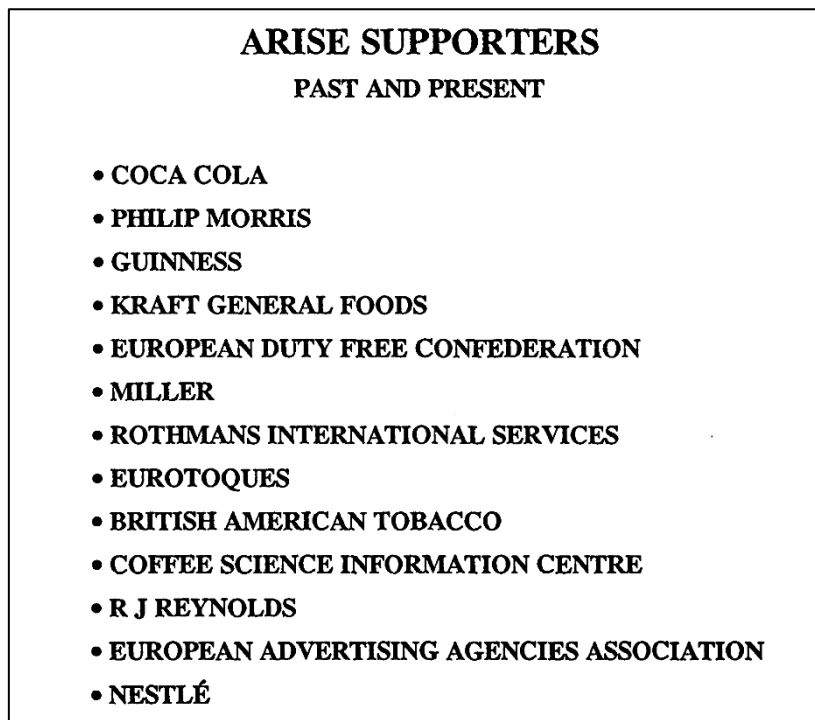 ARISE SUPPORTERS
PAST AND PRESENT
• COCA COLA
• PHILIP MORRIS
• GUINNESS
• KRAFT GENERAL FOODS
• EUROPEAN DUTY FREE CONFEDERATION
• MILLER
• ROTHMANS INTERNATIONAL SERVICES
• EUROTOQUES
• BRITISH AMERICAN TOBACCO
• COFFEE SCIENCE INFORMATION CENTRE
• R J REYNOLDS
• EUROPEAN ADVERTISING AGENCIES ASSOCIATION
• NESTLÉ